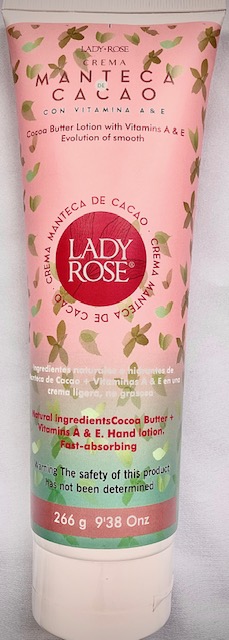 LADY ROSE
CREMA
MANTECA
DE
CACAO
CON VITAMINA A & E
Cocoa Butter Lotion with Vitamins A & E
Evolution of smooth
CREMA MANTECA DE CACAO · CREMA MANTECA DE CACAO ·
LADY
ROSE®
Ingredientes naturales e hidrantes de
Manteca de Cacao + Vitaminas A & E en una
crema ligera, no grasosa
Natural IngredientsCocoa Butter +
Vitamins A & E. Hand lotion.
Fast-absorbing
Warning The safety of this product
Has not been determined
266 g 9'38 Onz